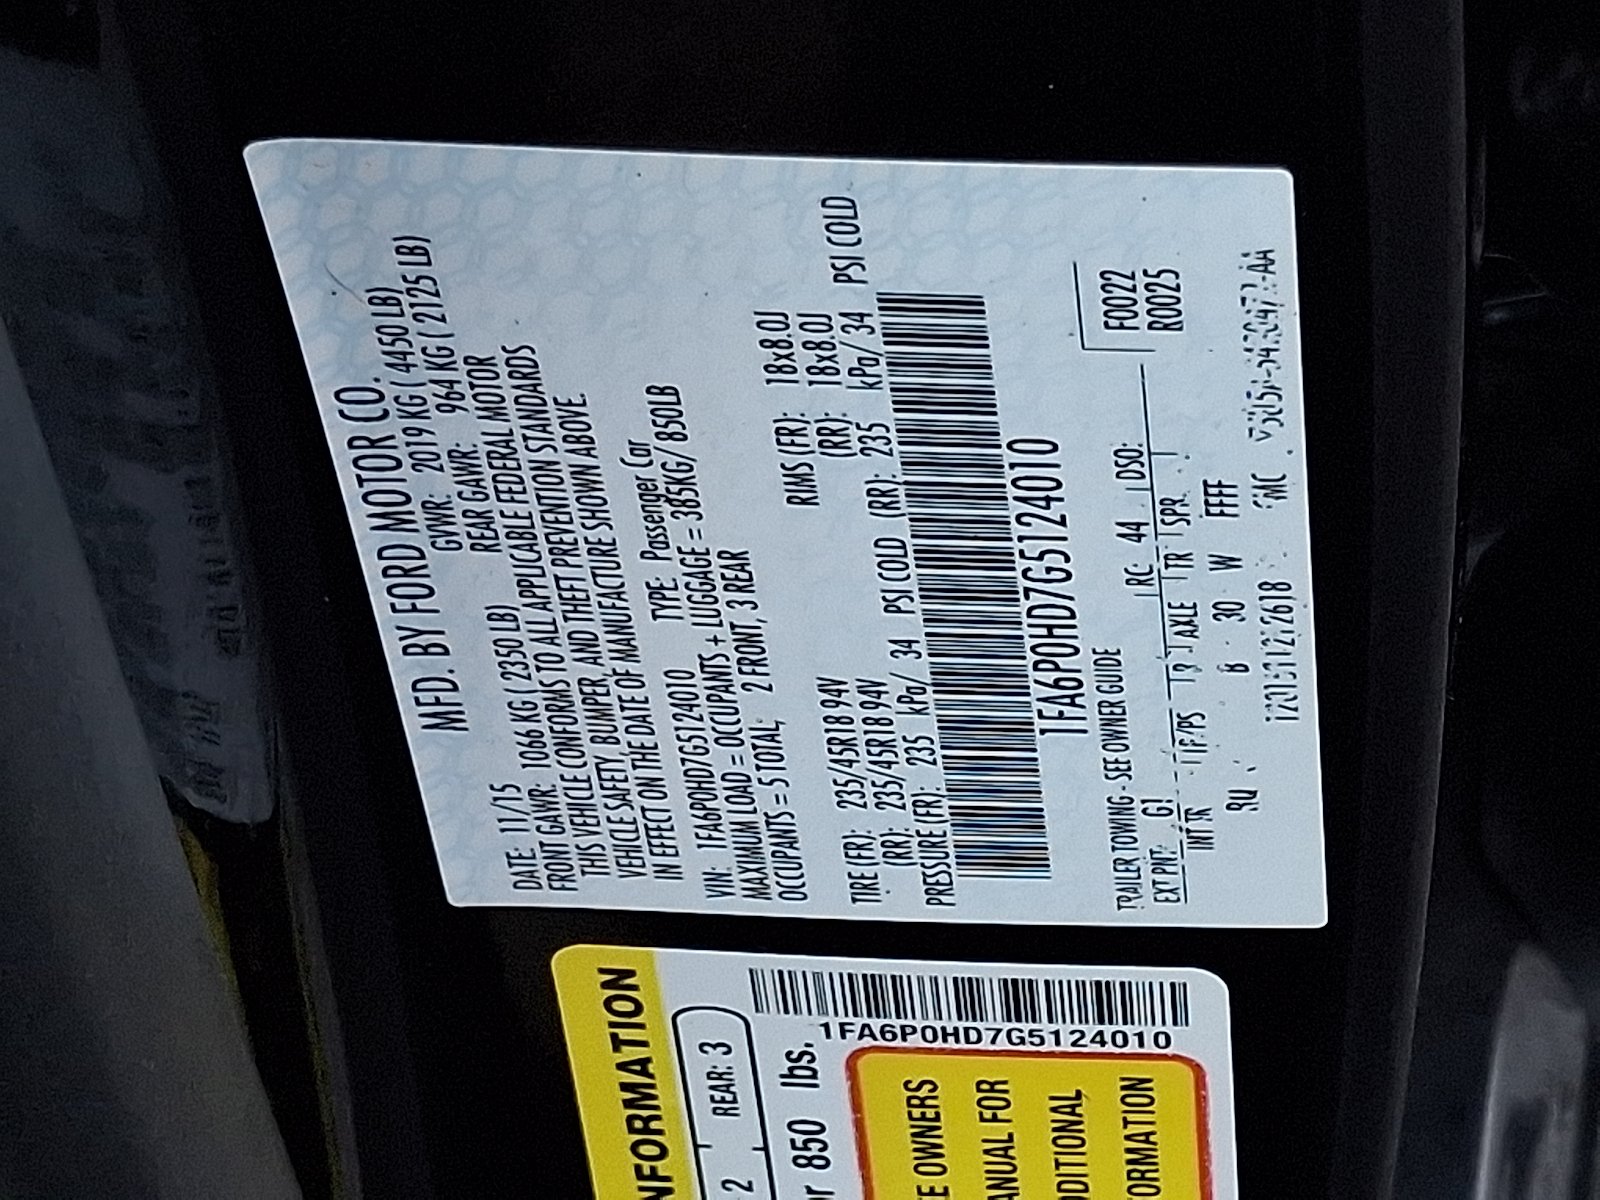 MFD. BY FORD MOTOR CO.
DATE: 11/15 GVWR: 2019 KG ( 4450 LB)
FRONT GAWR: 1066 KG ( 2350 LB) REAR GAWR: 964 KG ( 2125 LB)
THIS VEHICLE CONFORMS TO ALL APPLICABLE FEDERAL MOTOR
VEHICLE SAFETY, BUMPER, AND THEFT PREVENTION STANDARDS
IN EFFECT ON THE DATE OF MANUFACTURE SHOWN ABOVE.
VIN: 1FA6P0HD7G5124010 TYPE Passenger Car
MAXIMUM LOAD = OCCUPANTS + LUGGAGE = 385KG/ 850LB
OCCUPANTS = 5 TOTAL; 2 FRONT, 3 REAR
TIRE (FR): 235/45R18 94V RIMS (FR): 18x8.0J
(RR): 235/45R18 94V (RR): 18x8.0J
PRESSURE (FR): 235 kPa/ 34 PSI COLD (RR): 235 kPa/ 34 PSI COLD
1FA6P0HD7G5124010
TRAILER TOWING - SEE OWNER GUIDE
EXT PNT: G1 RC: 44 DSO: F0022
INT TR TP/PS 13 AXLE TR SPR R0025
8 30 W FFFF
INFORMATION
2 REAR: 3
or 850 lbs.
1FA6P0HD7G5124010
E OWNERS
ANUAL FOR
DDITIONAL
FORMATION